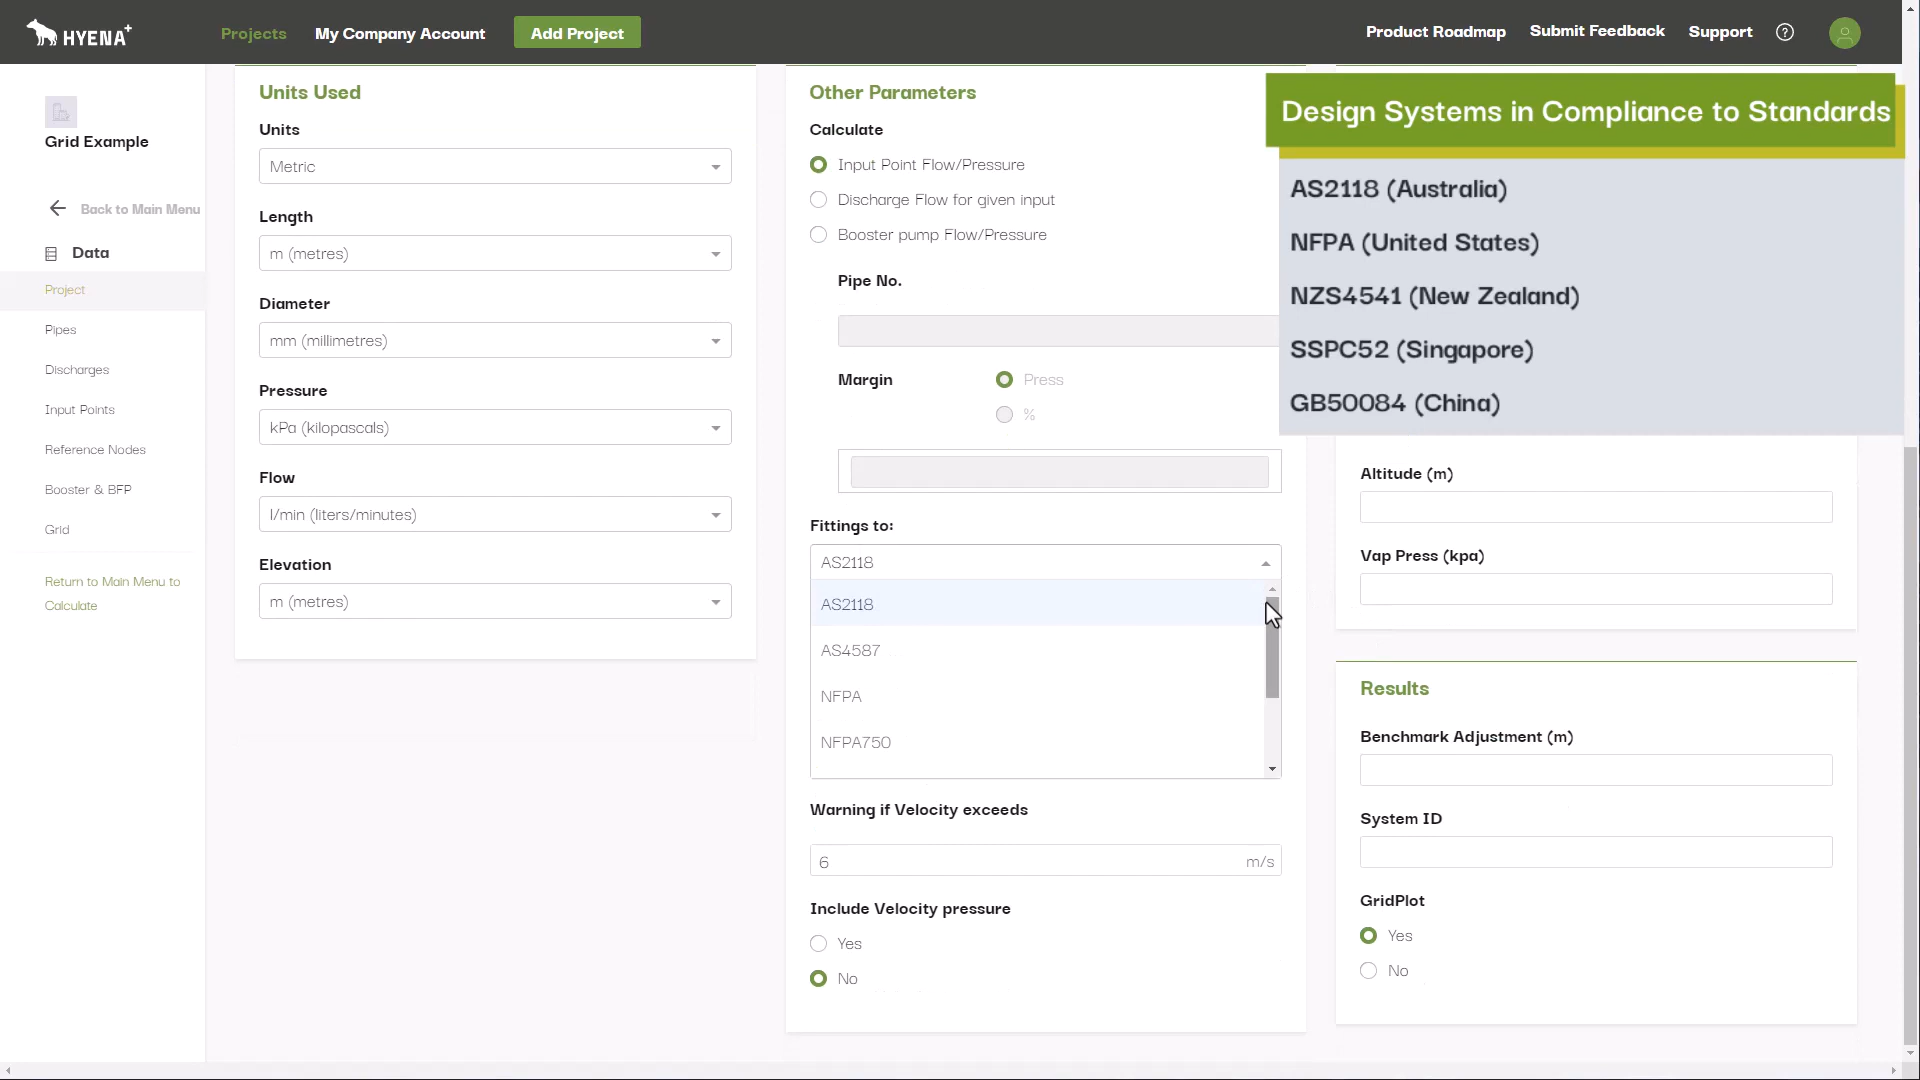 HYENA+
Projects
My Company Account
Add Project
Product Roadmap
Submit Feedback
Support
?
Grid Example
Back to Main Menu
Data
Project
Pipes
Discharges
Input Points
Reference Nodes
Booster & BFP
Grid
Return to Main Menu to
Calculate
Units Used
Units
Metric
Length
m (metres)
Diameter
mm (millimetres)
Pressure
kPa (kilopascals)
Flow
l/min (liters/minutes)
Elevation
m (metres)
Other Parameters
Calculate
Input Point Flow/Pressure
Discharge Flow for given input
Booster pump Flow/Pressure
Pipe No.
Margin
Press
%
Fittings to:
AS2118
AS2118
AS4587
NFPA
NFPA750
Warning if Velocity exceeds
6 m/s
Include Velocity pressure
Yes
No
Design Systems in Compliance to Standards
AS2118 (Australia)
NFPA (United States)
NZS4541 (New Zealand)
SSPC52 (Singapore)
GB50084 (China)
Altitude (m)
Vap Press (kpa)
Results
Benchmark Adjustment (m)
System ID
GridPlot
Yes
No